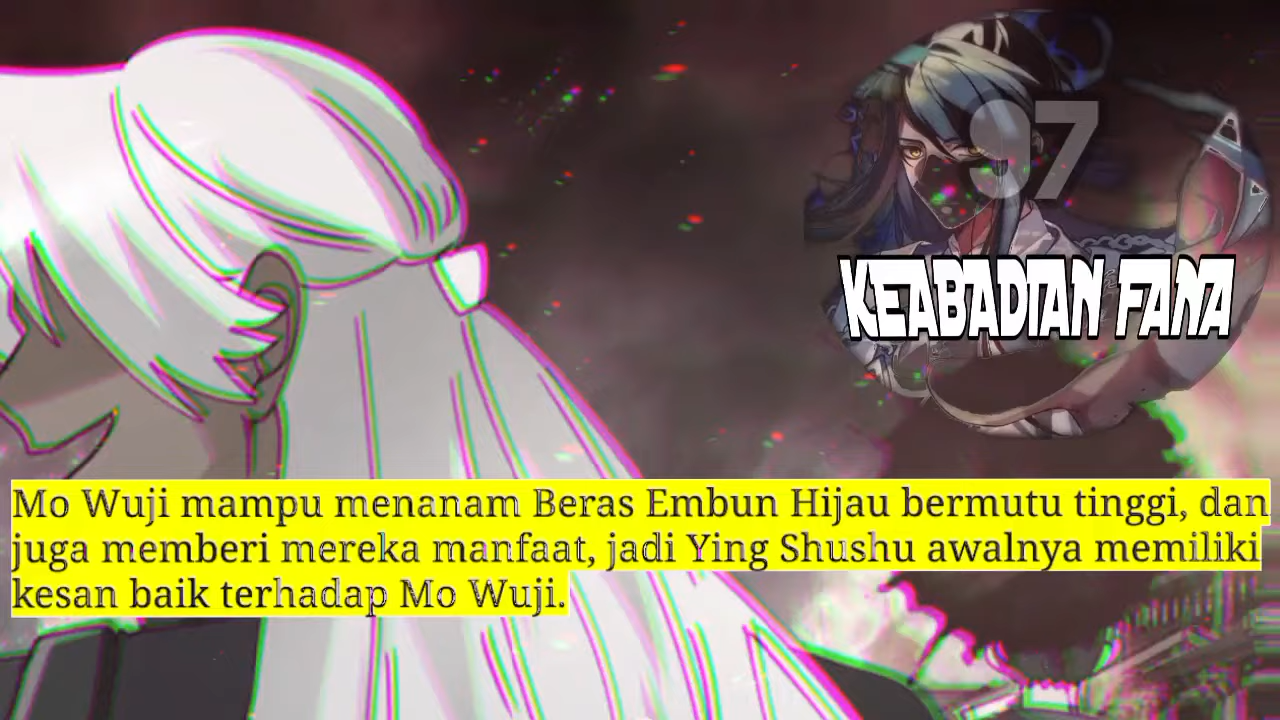 97
KEABADIAN FANA
Mo Wuji mampu menanam Beras Embun Hijau bermutu tinggi, dan
juga memberi mereka manfaat, jadi Ying Shushu awalnya memiliki
kesan baik terhadap Mo Wuji.